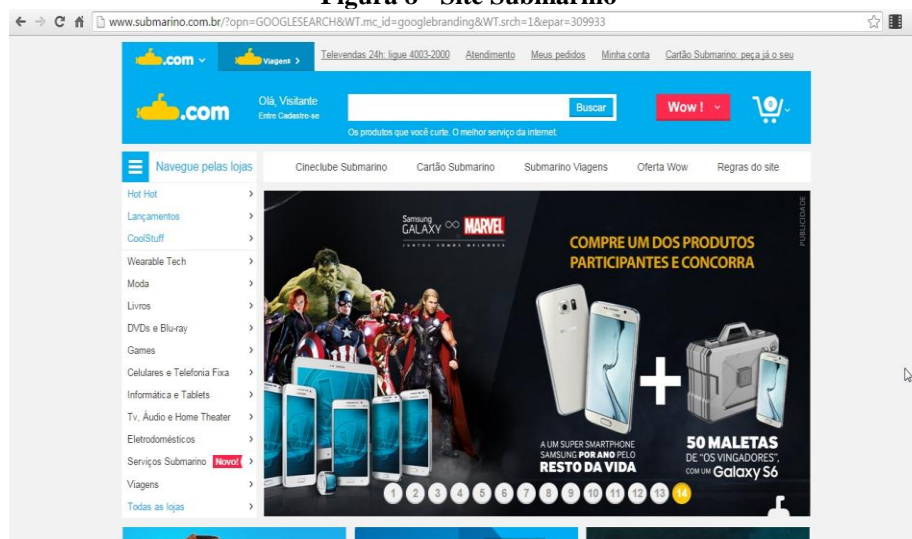 Figura 6 - Site Submarino
www.submarino.com.br/?opn=GOOGLESEARCH&WT.mc_id=googlebranding&WT.srch=1&epar=309933
.com
Viagens >
Televendas 24h: ligue 4003-2000 Atendimento Meus pedidos Minha conta Cartão Submarino: peça já o seu
.com
Olá, Visitante
Entre Cadastre-se
Buscar
Wow !
0
Os produtos que você curte. O melhor serviço da internet.
Navegue pelas lojas
Cineclube Submarino Cartão Submarino Submarino Viagens Oferta Wow Regras do site
Hot Hot
Lançamentos
CoolStuff
Wearable Tech
Moda
Livros
DVDs e Blu-ray
Games
Celulares e Telefonia Fixa
Informática e Tablets
Tv, Áudio e Home Theater
Eletrodomésticos
Serviços Submarino Novo!
Viagens
Todas as lojas
PUBLICIDADE
Samsung
GALAXY MARVEL
JUNTOS SOMOS MELHORES
COMPRE UM DOS PRODUTOS
PARTICIPANTES E CONCORRA
A UM SUPER SMARTPHONE
SAMSUNG POR ANO PELO
RESTO DA VIDA
50 MALETAS
DE "OS VINGADORES",
COM UM Galaxy S6
1 2 3 4 5 6 7 8 9 10 11 12 13 14